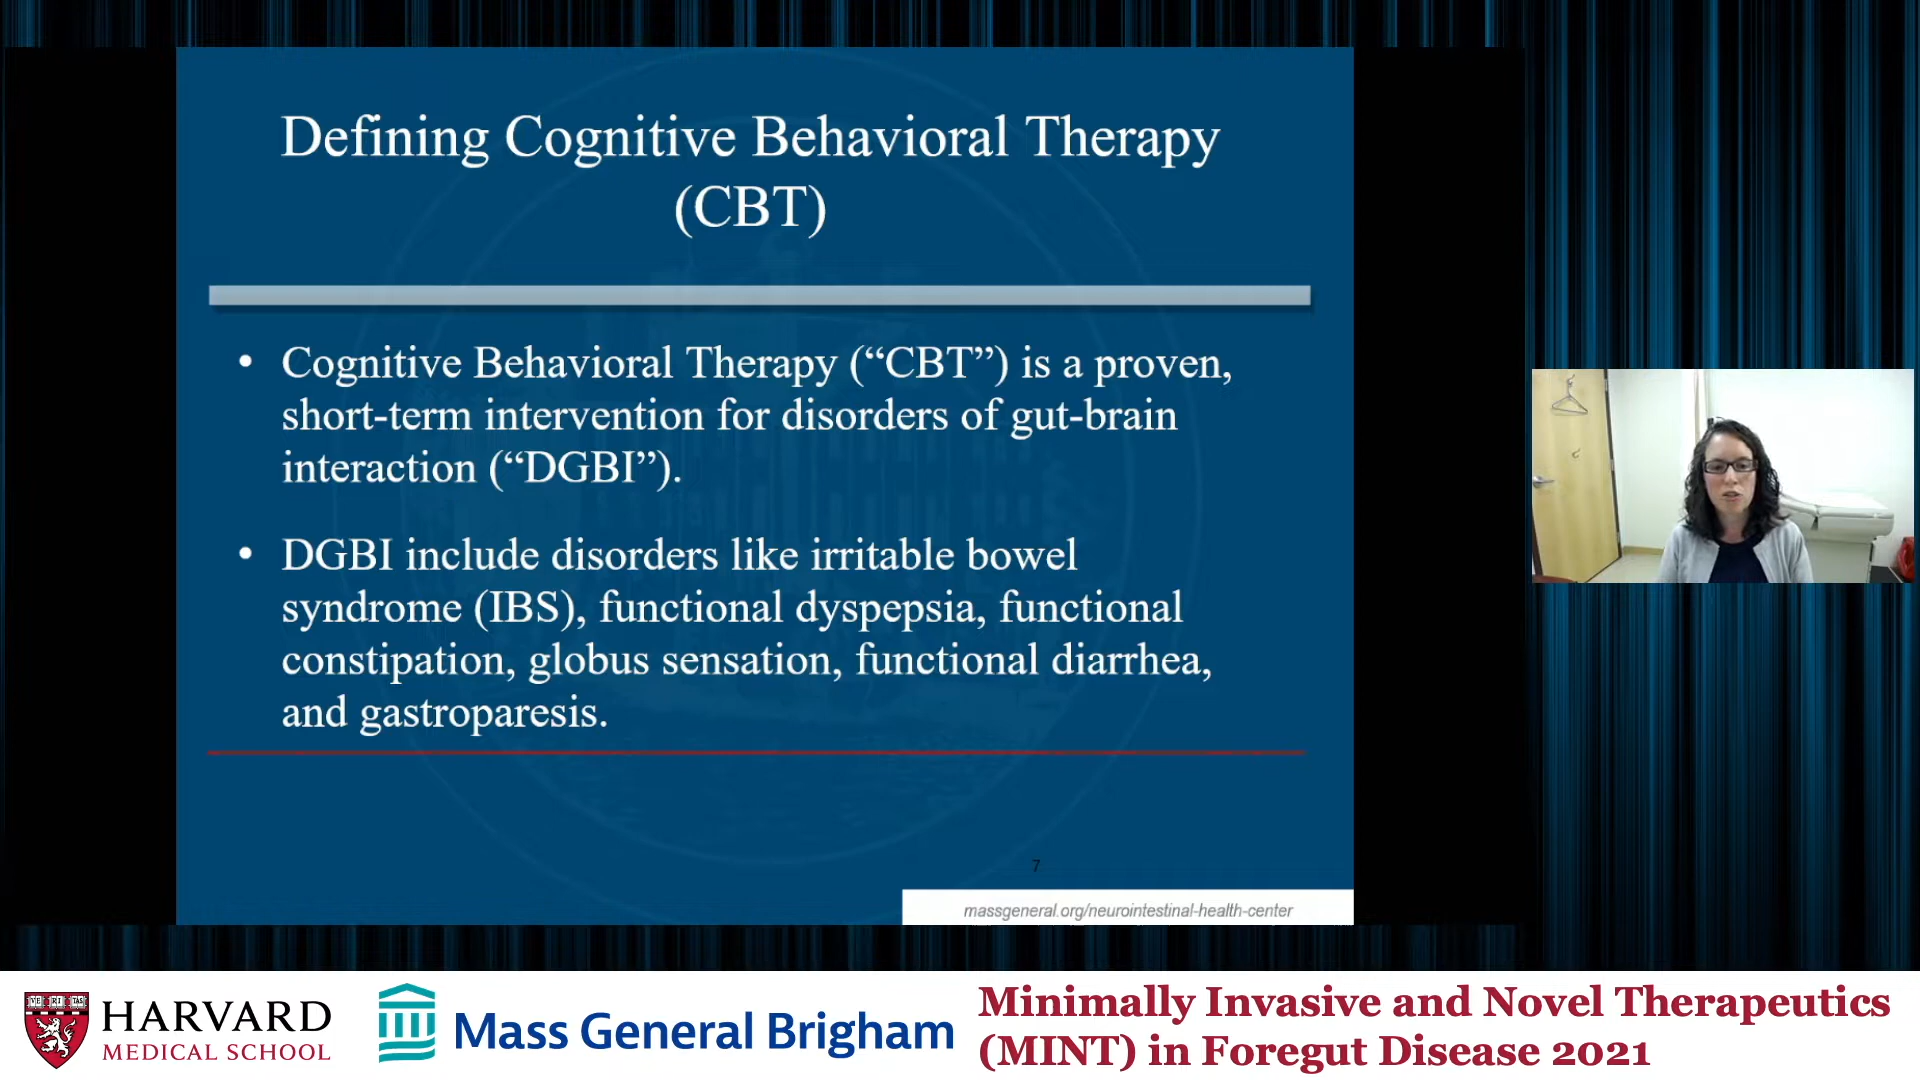 Defining Cognitive Behavioral Therapy
(CBT)
• Cognitive Behavioral Therapy (“CBT”) is a proven,
short-term intervention for disorders of gut-brain
interaction (“DGBI”).
• DGBI include disorders like irritable bowel
syndrome (IBS), functional dyspepsia, functional
constipation, globus sensation, functional diarrhea,
and gastroparesis.
7
massgeneral.org/neurointestinal-health-center
VE RI TAS
HARVARD
MEDICAL SCHOOL
Mass General Brigham
Minimally Invasive and Novel Therapeutics
(MINT) in Foregut Disease 2021